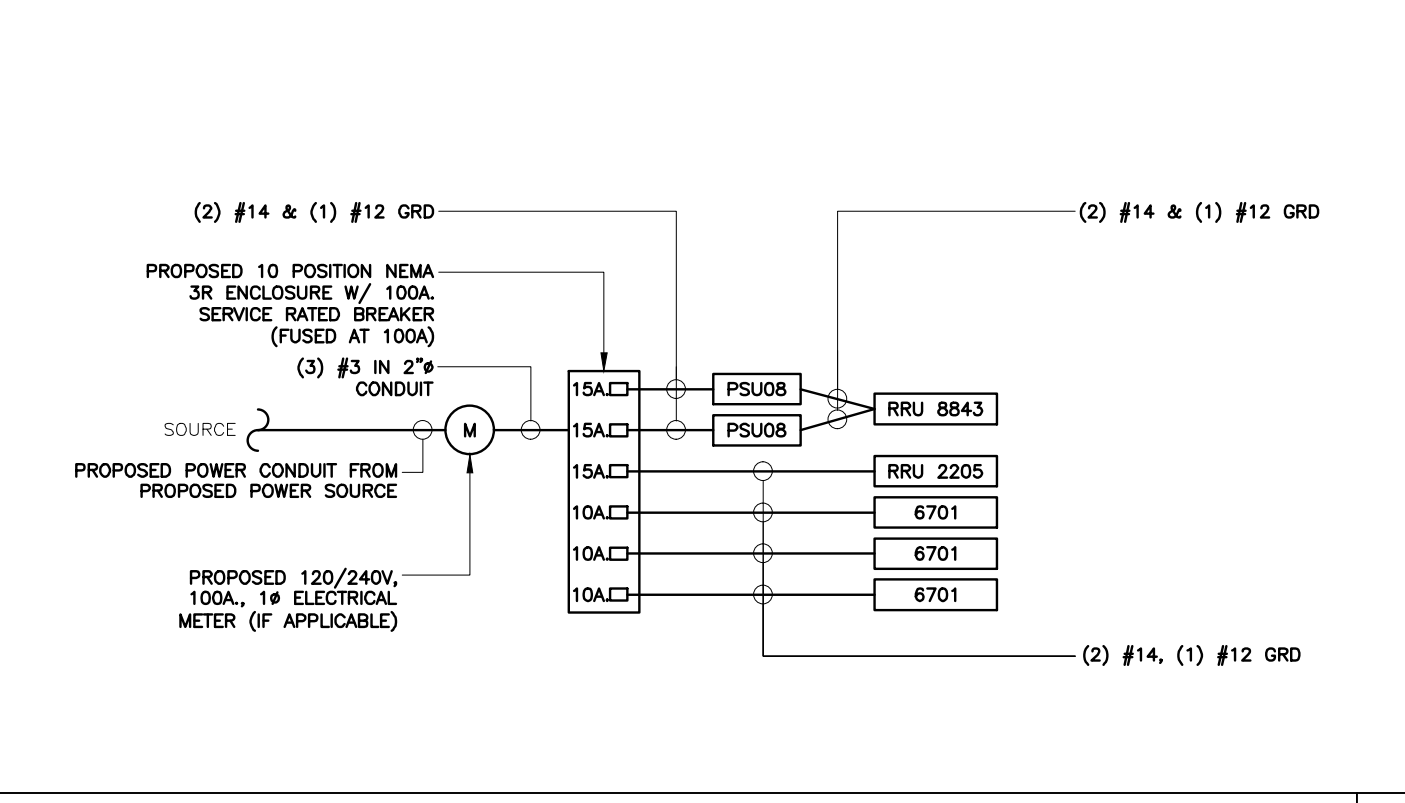 (2) #14 & (1) #12 GRD
(2) #14 & (1) #12 GRD
PROPOSED 10 POSITION NEMA
3R ENCLOSURE W/ 100A.
SERVICE RATED BREAKER
(FUSED AT 100A)
(3) #3 IN 2"ø
CONDUIT
15A.
PSU08
RRU 8843
SOURCE
M
15A.
PSU08
PROPOSED POWER CONDUIT FROM
PROPOSED POWER SOURCE
15A.
RRU 2205
10A.
6701
10A.
6701
PROPOSED 120/240V,
100A., 1ø ELECTRICAL
METER (IF APPLICABLE)
10A.
6701
(2) #14, (1) #12 GRD